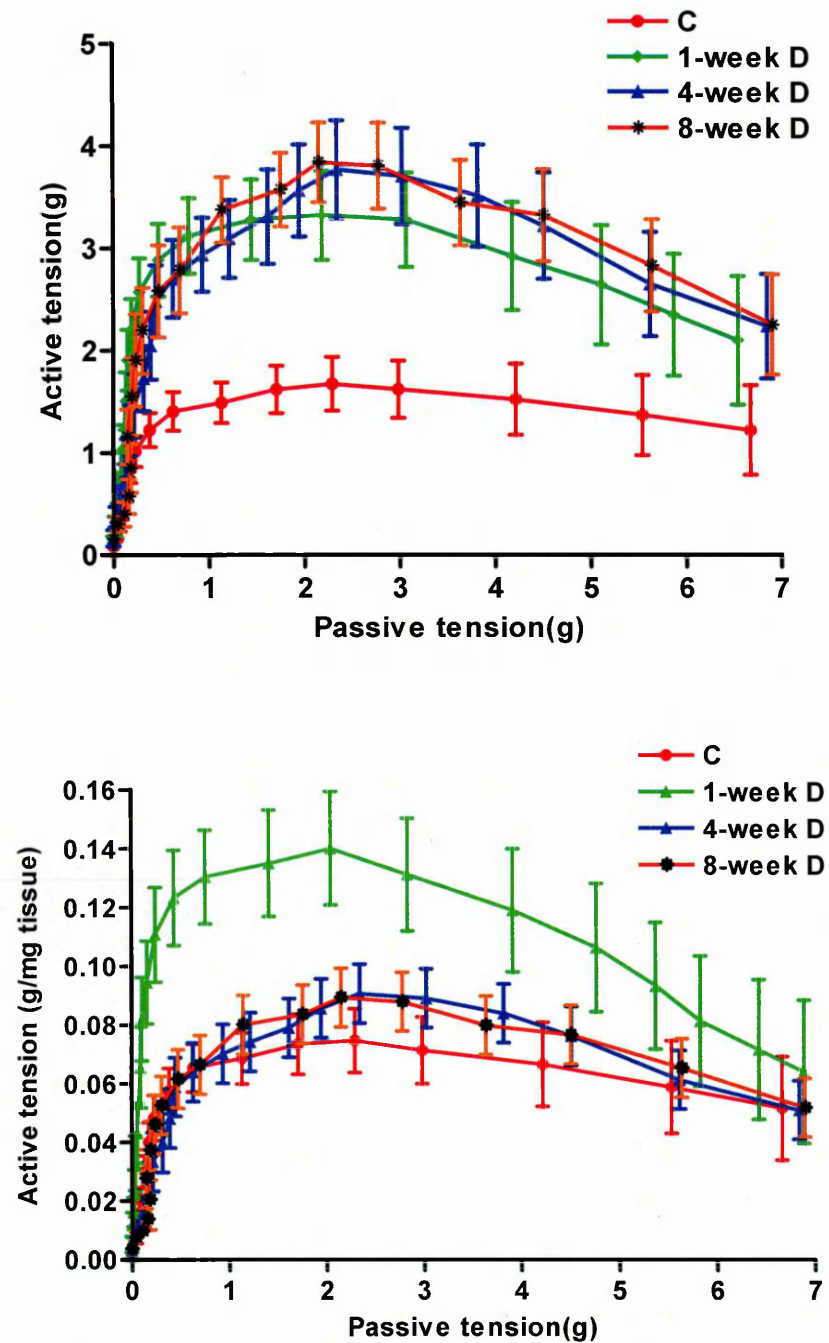 C
1-week D
4-week D
8-week D
5
4
3
2
1
0
Active tension(g)
0 1 2 3 4 5 6 7
Passive tension(g)
C
1-week D
4-week D
8-week D
0.16
0.14
0.12
0.10
0.08
0.06
0.04
0.02
0.00
Active tension (g/mg tissue)
0 1 2 3 4 5 6 7
Passive tension(g)